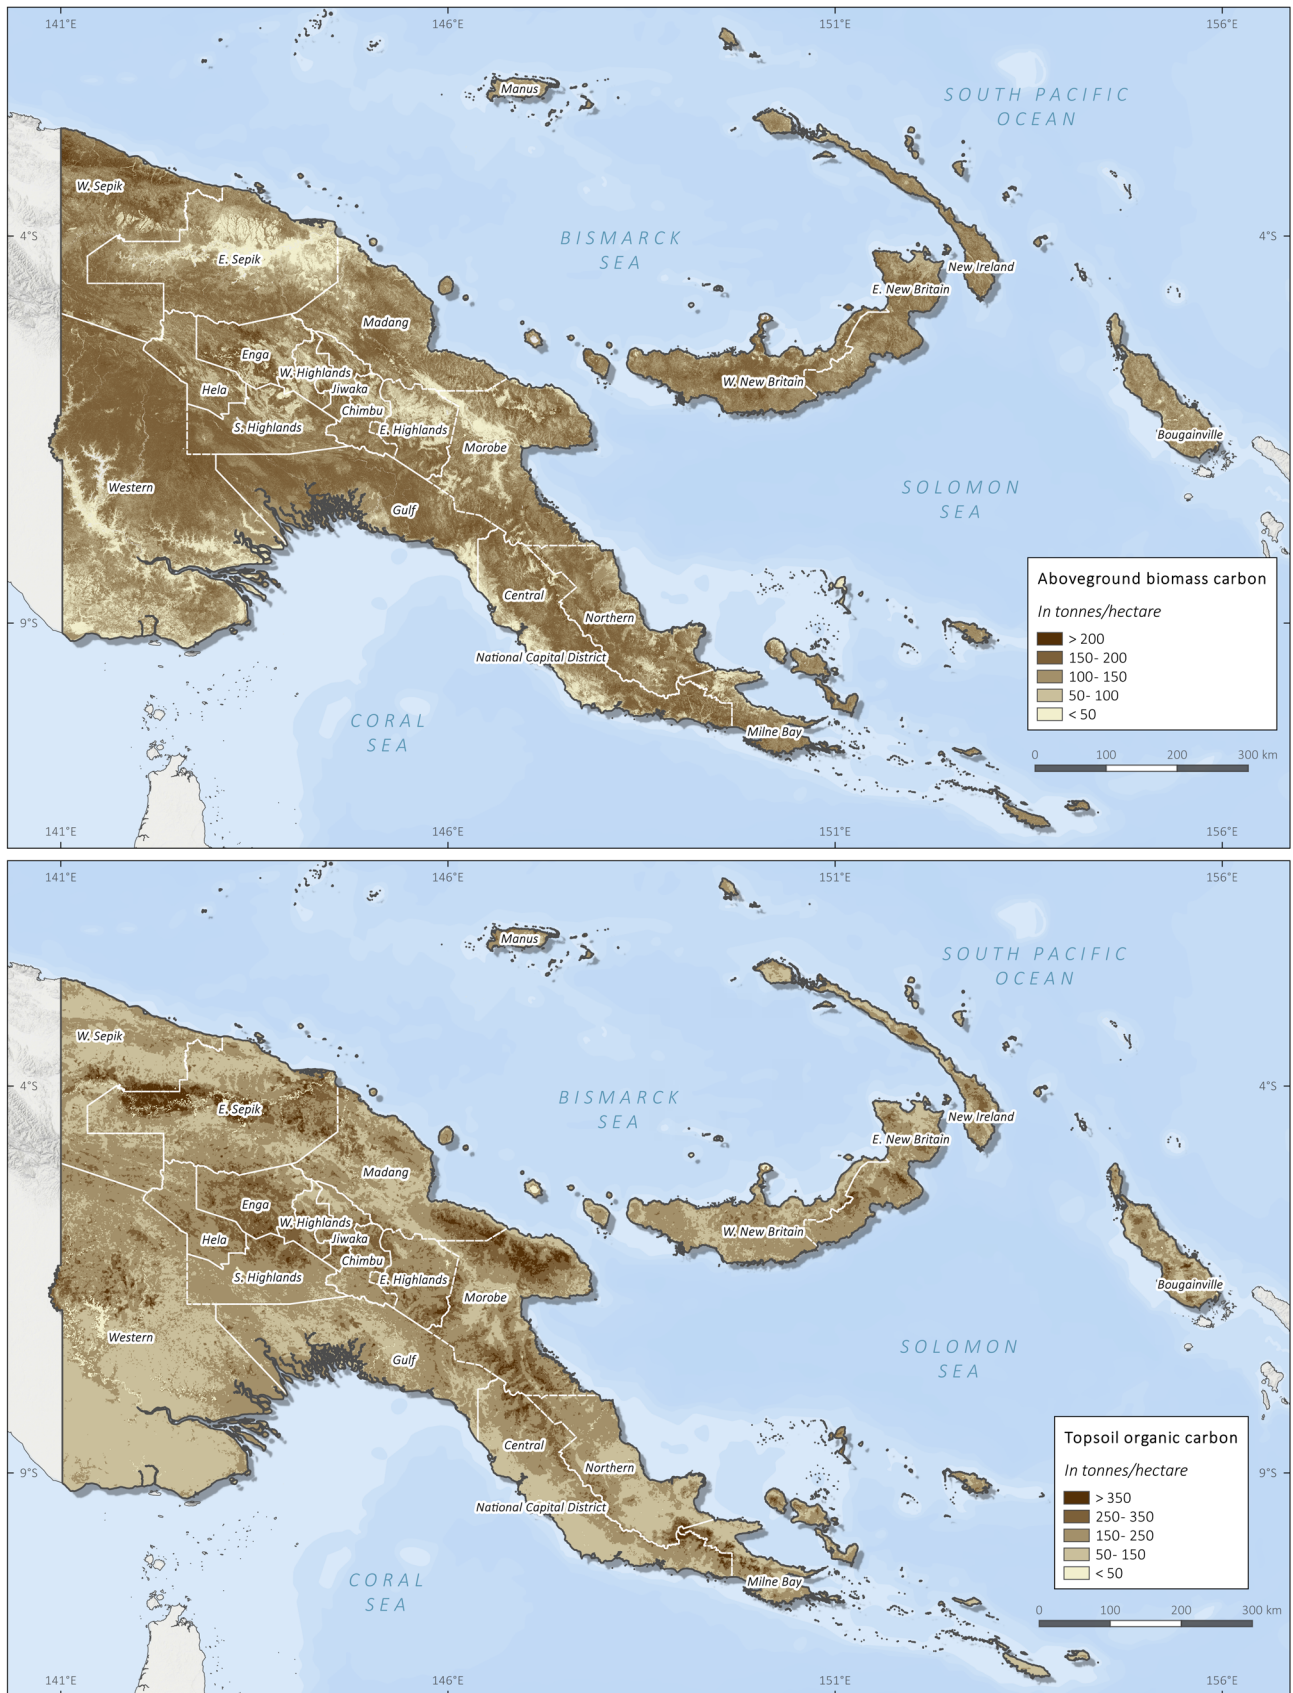 141°E
146°E
151°E
156°E
Manus
SOUTH PACIFIC
OCEAN
W. Sepik
4°S
4°S
BISMARCK
SEA
E. Sepik
New Ireland
E. New Britain
Madang
Enga
W. Highlands
W. New Britain
Hela
Jiwaka
Chimbu
S. Highlands
E. Highlands
Bougainville
Morobe
Western
SOLOMON
SEA
Gulf
Aboveground biomass carbon
Central
In tonnes/hectare
Northern
9°S
> 200
150- 200
National Capital District
100- 150
50- 100
< 50
CORAL
SEA
Milne Bay
0 100 200 300 km
141°E
146°E
151°E
156°E
141°E
146°E
151°E
156°E
Manus
SOUTH PACIFIC
OCEAN
W. Sepik
4°S
4°S
BISMARCK
SEA
E. Sepik
New Ireland
E. New Britain
Madang
Enga
W. Highlands
W. New Britain
Hela
Jiwaka
Chimbu
S. Highlands
E. Highlands
Bougainville
Morobe
Western
SOLOMON
SEA
Gulf
Topsoil organic carbon
Central
In tonnes/hectare
Northern
9°S
9°S
> 350
National Capital District
250- 350
150- 250
50- 150
< 50
CORAL
SEA
Milne Bay
0 100 200 300 km
141°E
146°E
151°E
156°E